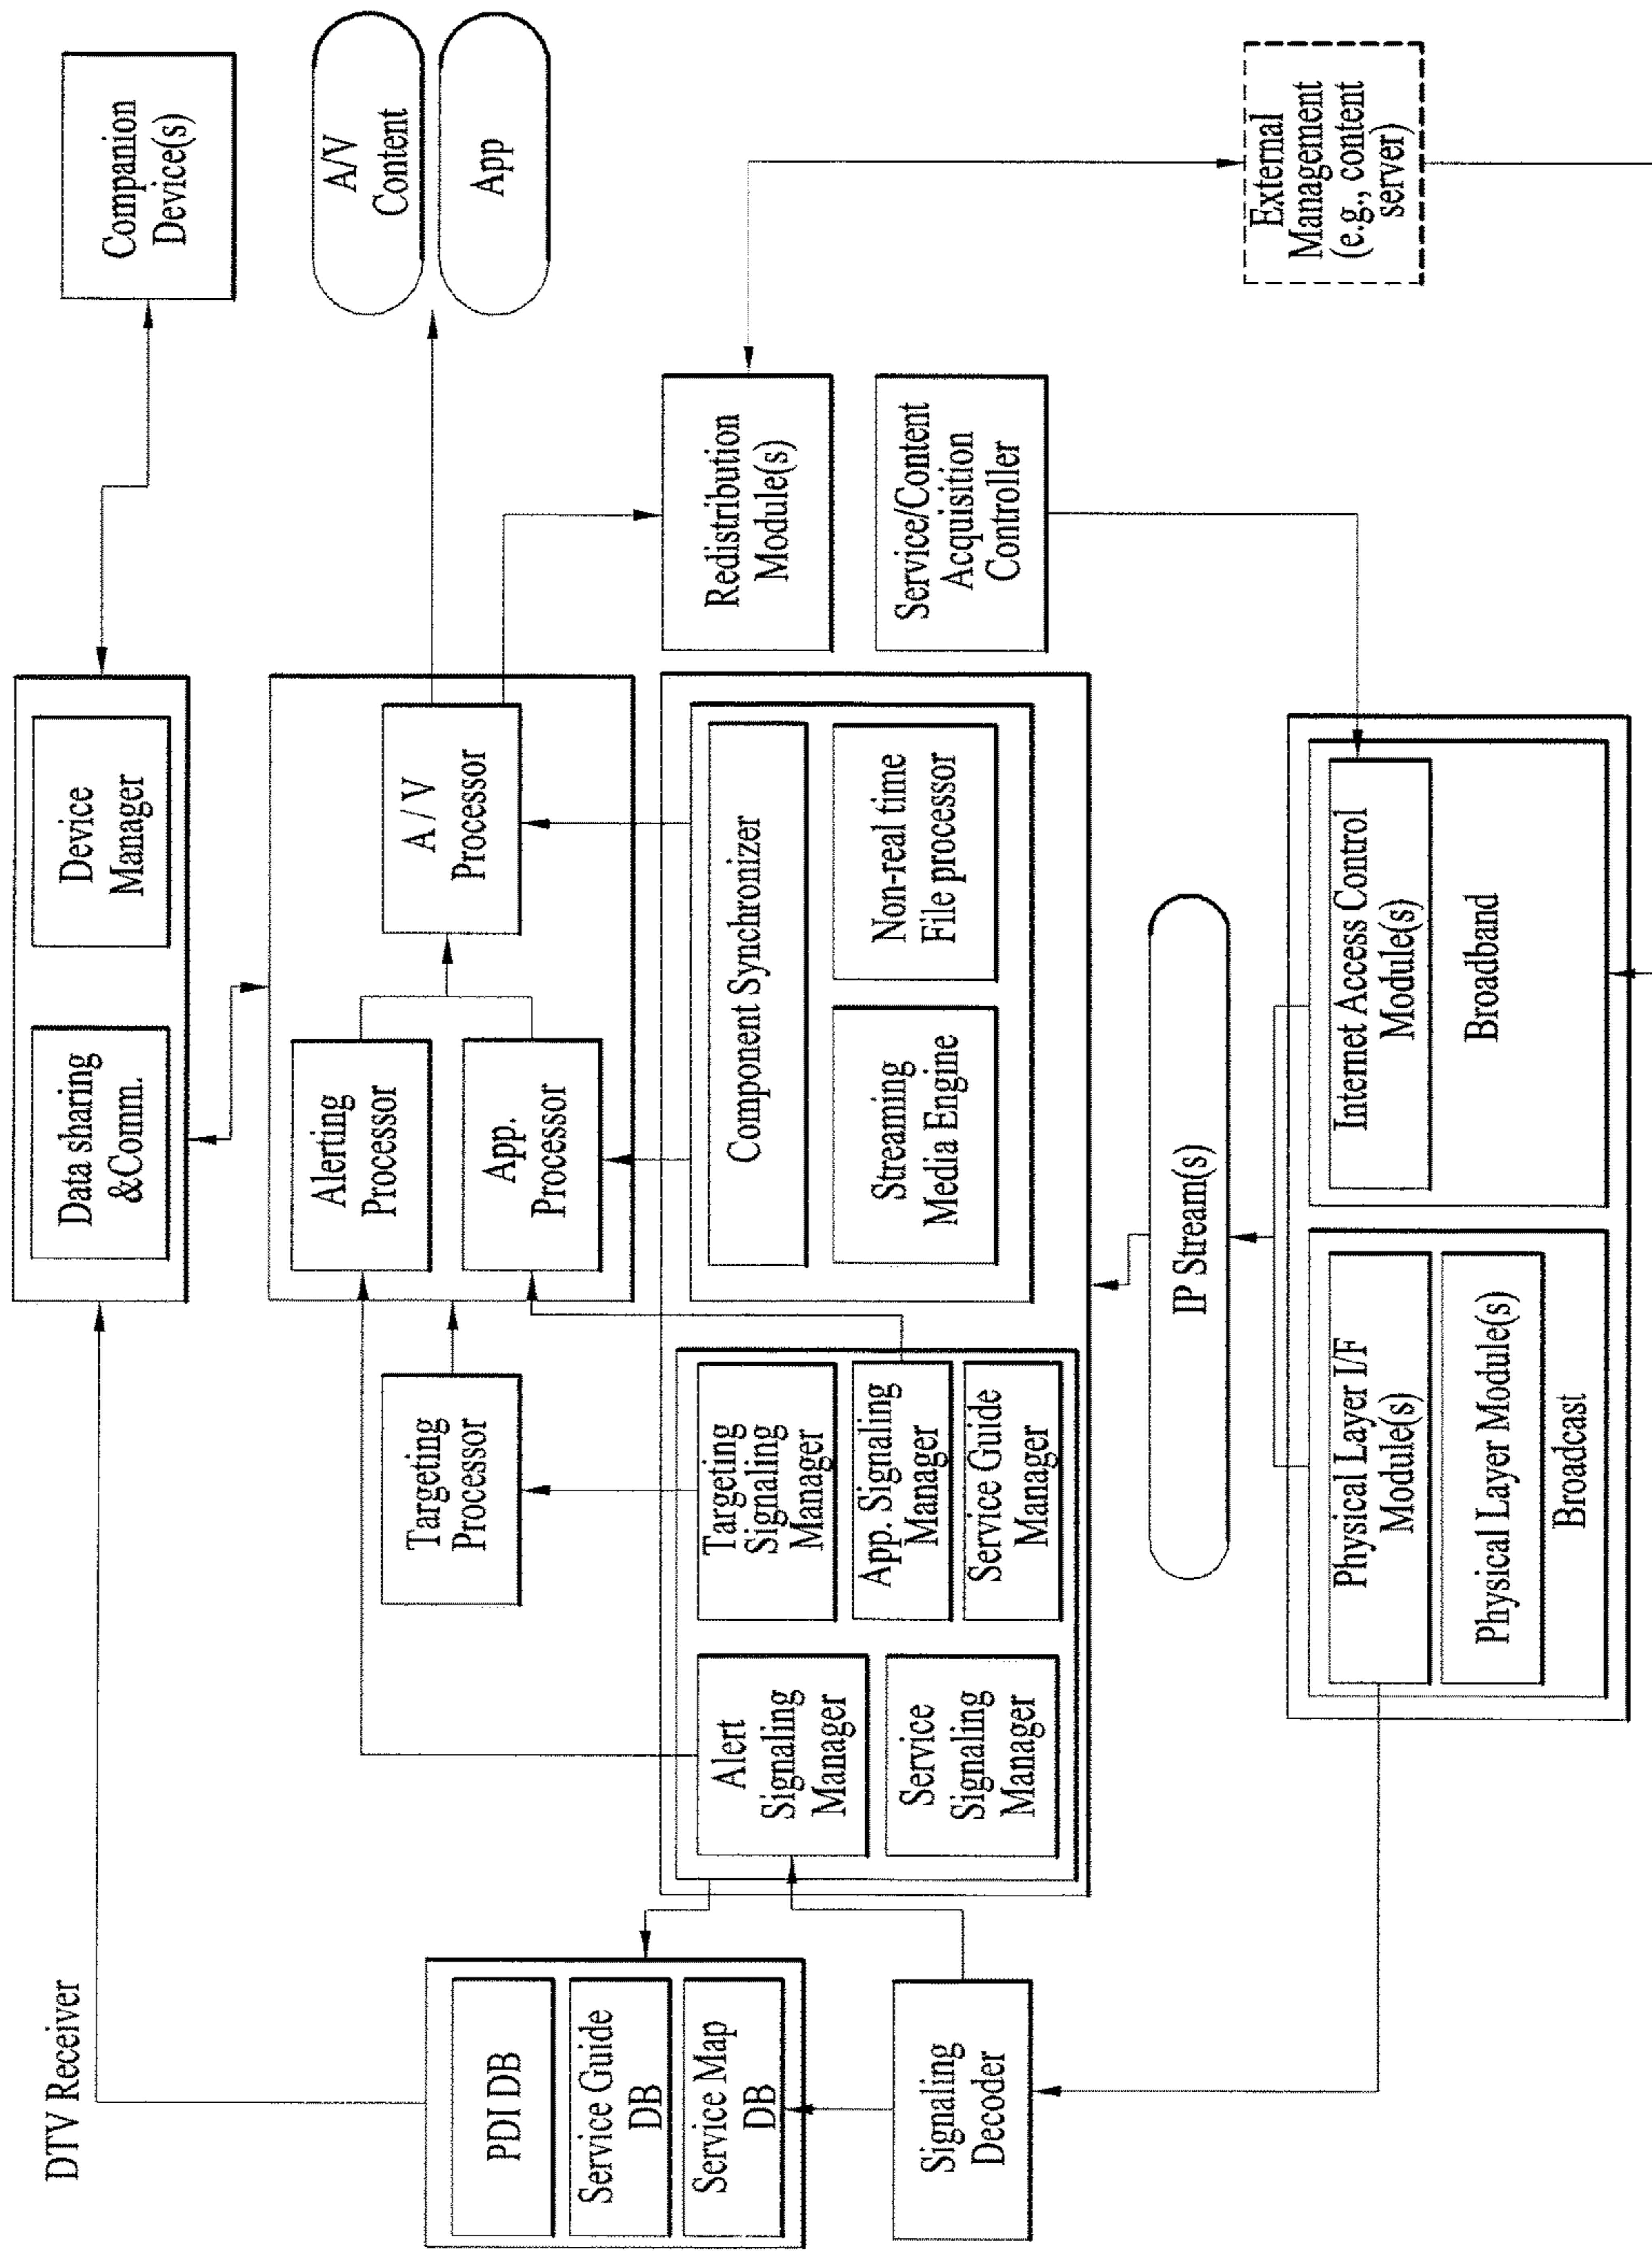 DTV Receiver
Data sharing
&Comm.
Device
Manager
Companion
Device(s)
PDI DB
Service Guide
DB
Service Map
DB
Targeting
Processor
Alerting
Processor
App.
Processor
A / V
Processor
A/V
Content
App
Signaling
Decoder
Alert
Signaling
Manager
Service
Signaling
Manager
Targeting
Signaling
Manager
App. Signaling
Manager
Service Guide
Manager
Component Synchronizer
Streaming
Media Engine
Non-real time
File processor
Redistribution
Module(s)
Service/Content
Acquisition
Controller
IP Stream(s)
Physical Layer I/F
Module(s)
Physical Layer Module(s)
Broadcast
Internet Access Control
Module(s)
Broadband
External
Management
(e.g., content
server)